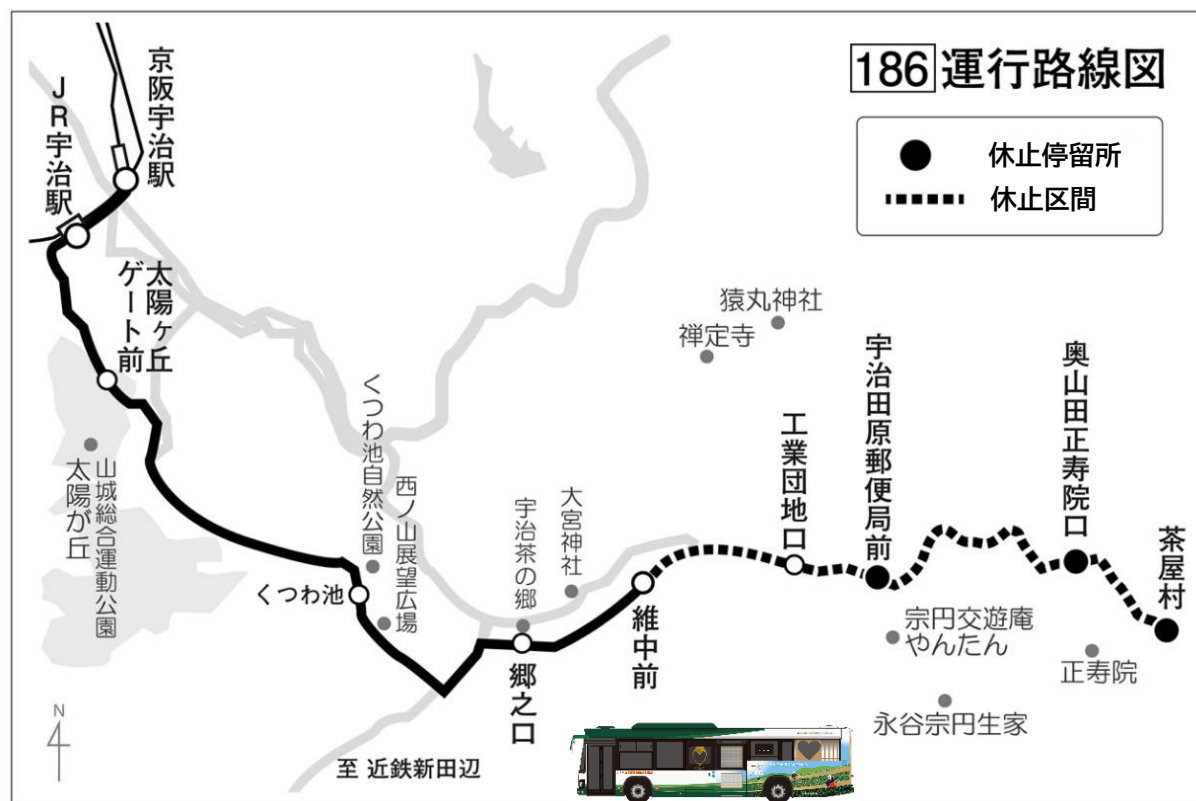 186 運行路線図
休止停留所
休止区間
京阪宇治駅
JR宇治駅
太陽ヶ丘
ゲート前
山城総合運動公園
太陽が丘
くつわ池自然公園
くつわ池
西ノ山展望広場
宇治茶の郷
郷之口
大宮神社
維中前
猿丸神社
禅定寺
工業団地口
宇治田原郵便局前
奥山田正寿院口
茶屋村
宗円交遊庵
やんたん
正寿院
永谷宗円生家
至 近鉄新田辺
N